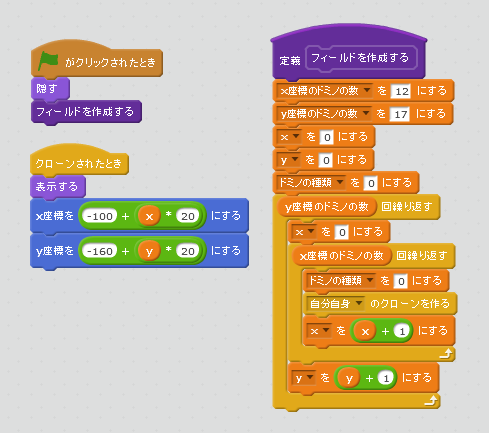 がクリックされたとき
隠す
フィールドを作成する
クローンされたとき
表示する
x座標を -100 + x * 20 にする
y座標を -160 + y * 20 にする
定義 フィールドを作成する
x座標のドミノの数 を 12 にする
y座標のドミノの数 を 17 にする
x を 0 にする
y を 0 にする
ドミノの種類 を 0 にする
y座標のドミノの数 回繰り返す
x を 0 にする
x座標のドミノの数 回繰り返す
ドミノの種類 を 0 にする
自分自身 のクローンを作る
x を x + 1 にする
y を y + 1 にする